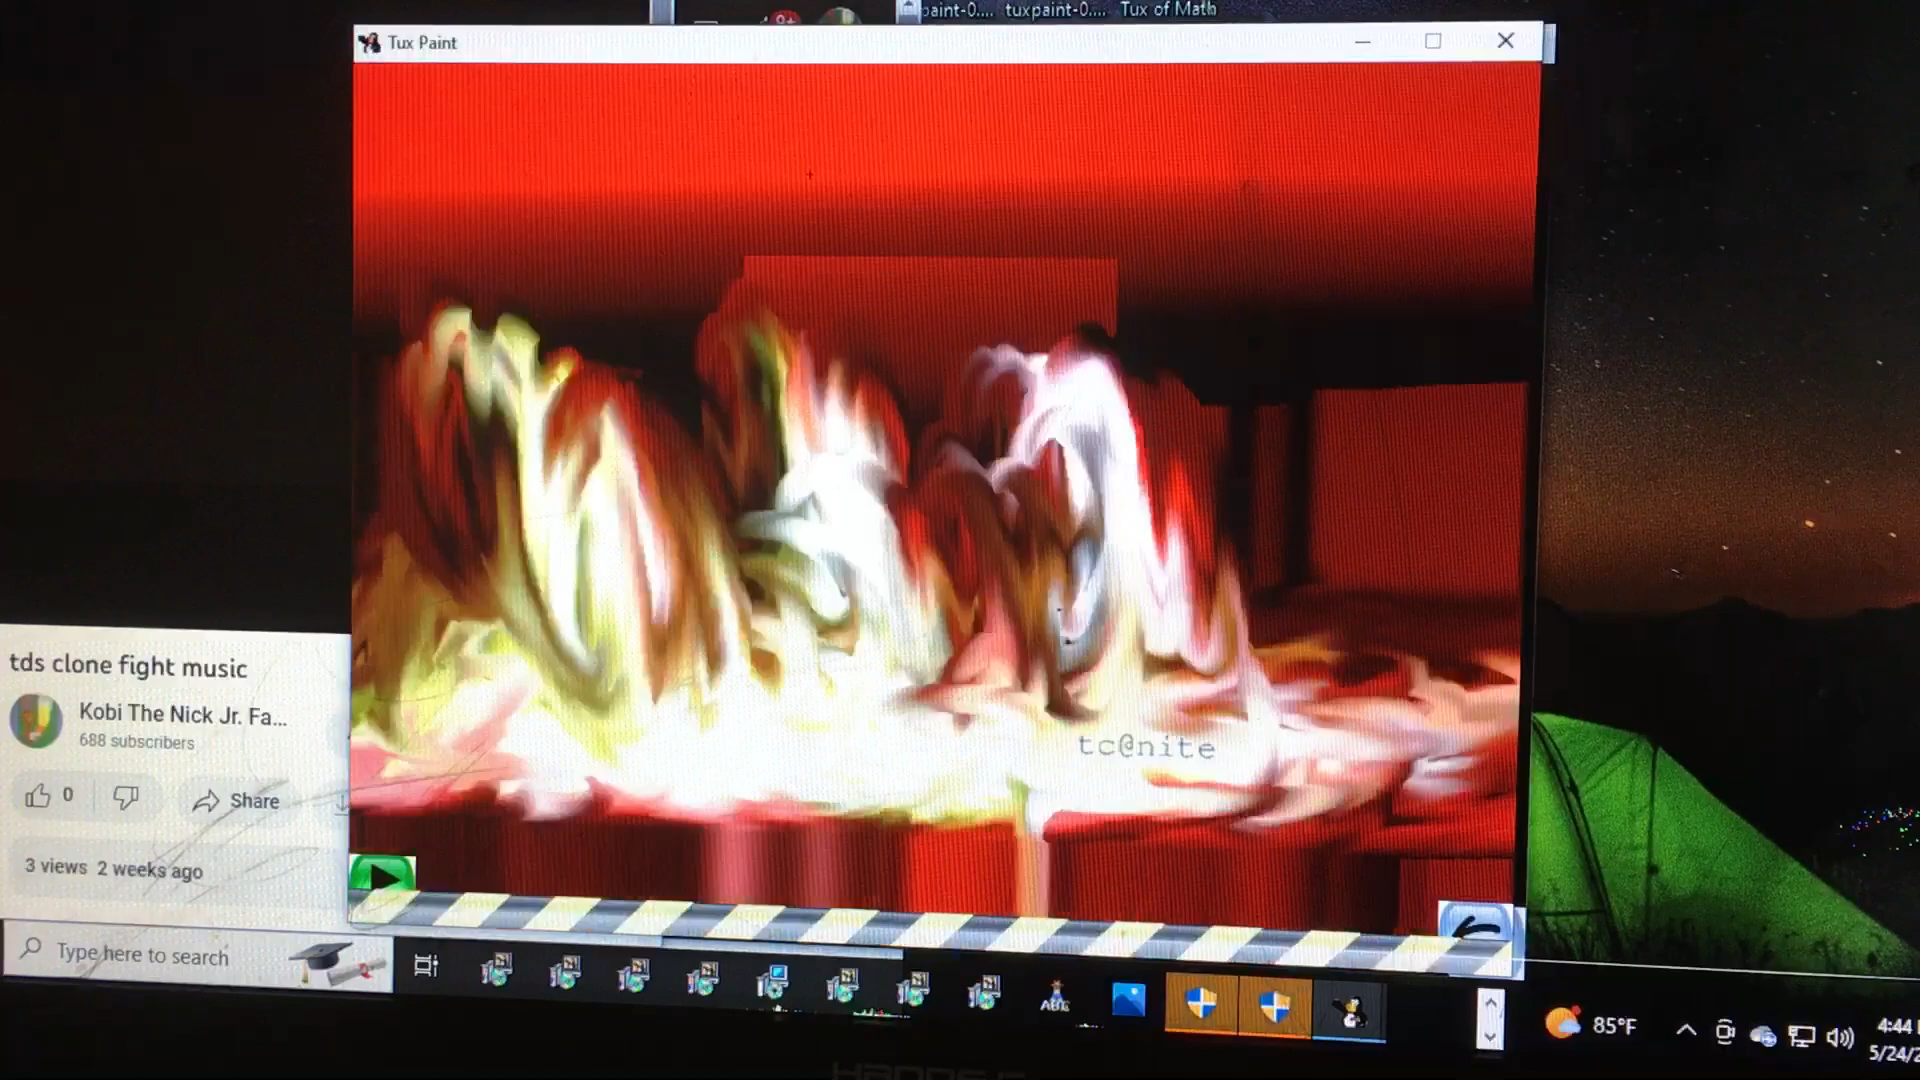 paint-0.... tuxpaint-0.... Tux of Math
9+
Tux Paint
tc@nite
tds clone fight music
Kobi The Nick Jr. Fa...
688 subscribers
0
Share
3 views 2 weeks ago
Type here to search
ABC
85°F
4:44
5/24/2